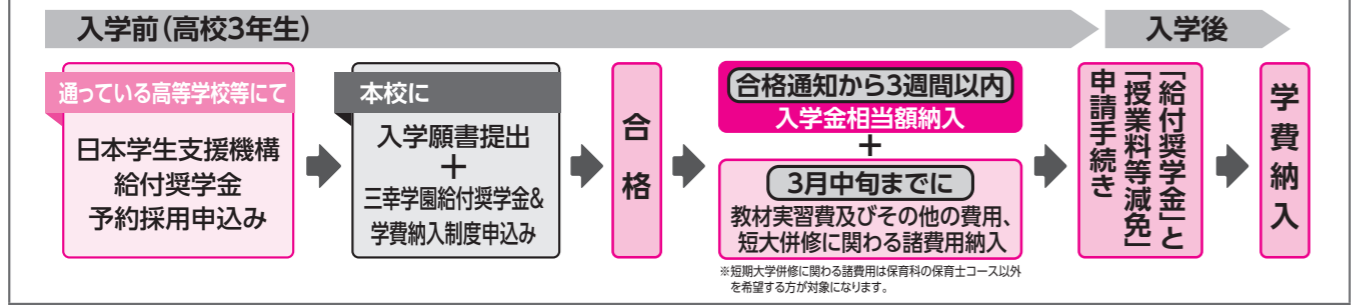 入学前（高校3年生）
入学後
通っている高等学校等にて
日本学生支援機構
給付奨学金
予約採用申込み
本校に
入学願書提出
＋
三幸学園給付奨学金&
学費納入制度申込み
合格
合格通知から3週間以内
入学金相当額納入
＋
3月中旬までに
教材実習費及びその他の費用、
短大併修に関わる諸費用納入
※短期大学併修に関わる諸費用は保育科の保育士コース以外
を希望する方が対象になります。
「給付奨学金」と
「授業料等減免」
申請手続き
学費納入